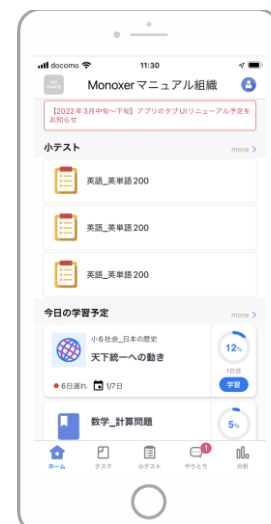 docomo 11:30
NO IMAGE
Monoxer マニュアル組織
【2022年3月中旬〜下旬】アプリのタブUIリニューアル予定を
お知らせ
小テスト more
英語_英単語200
英語_英単語200
英語_英単語200
今日の学習予定 more
小6社会_日本の歴史
天下統一への動き
12%
1日目
6日遅れ 1/7日 学習
数学_計算問題
5%
1
ホーム タスク 小テスト やりとり 分析